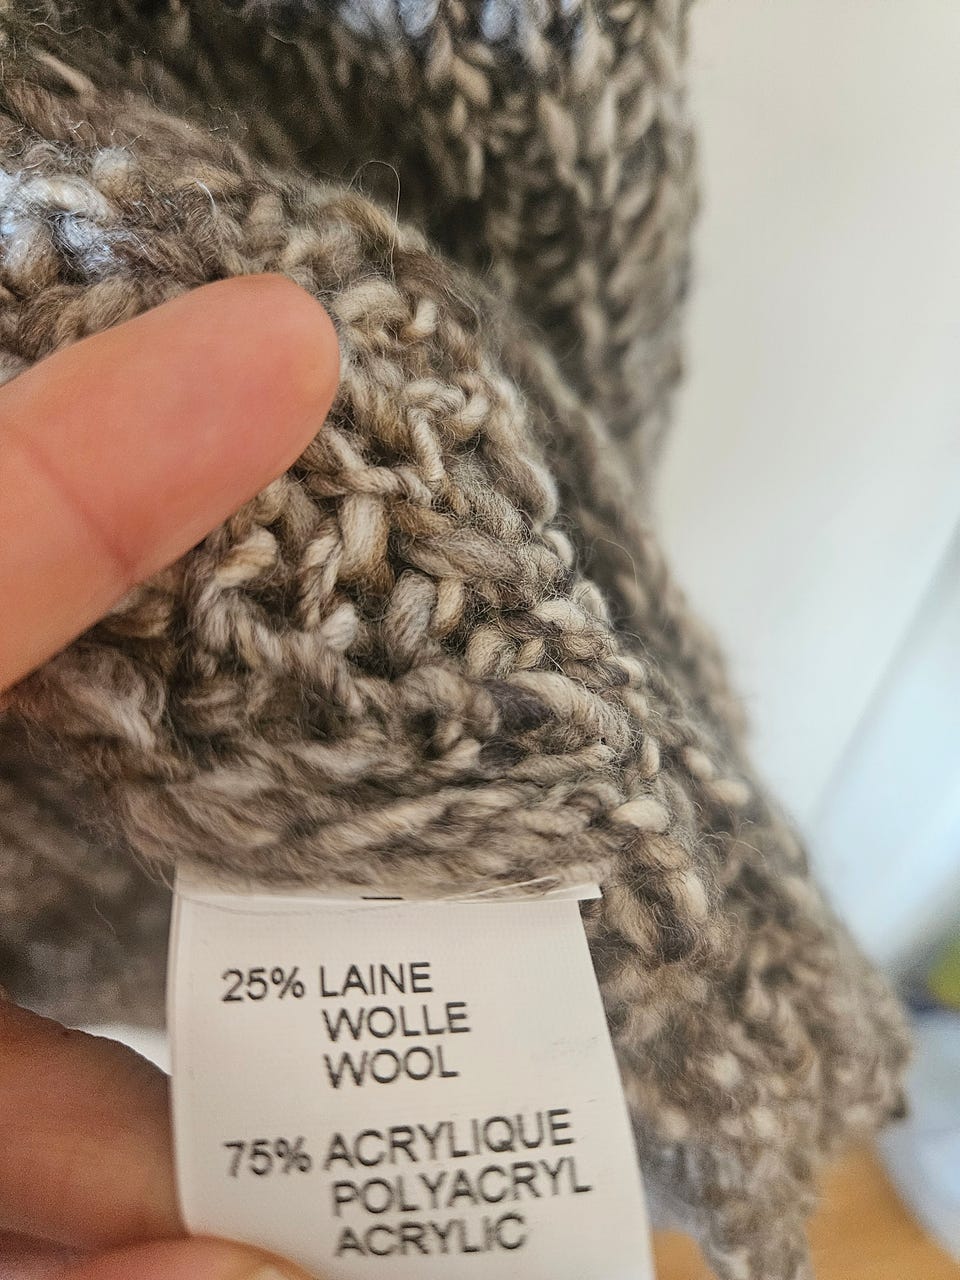 25% LAINE
WOLLE
WOOL
75% ACRYLIQUE
POLYACRYL
ACRYLIC